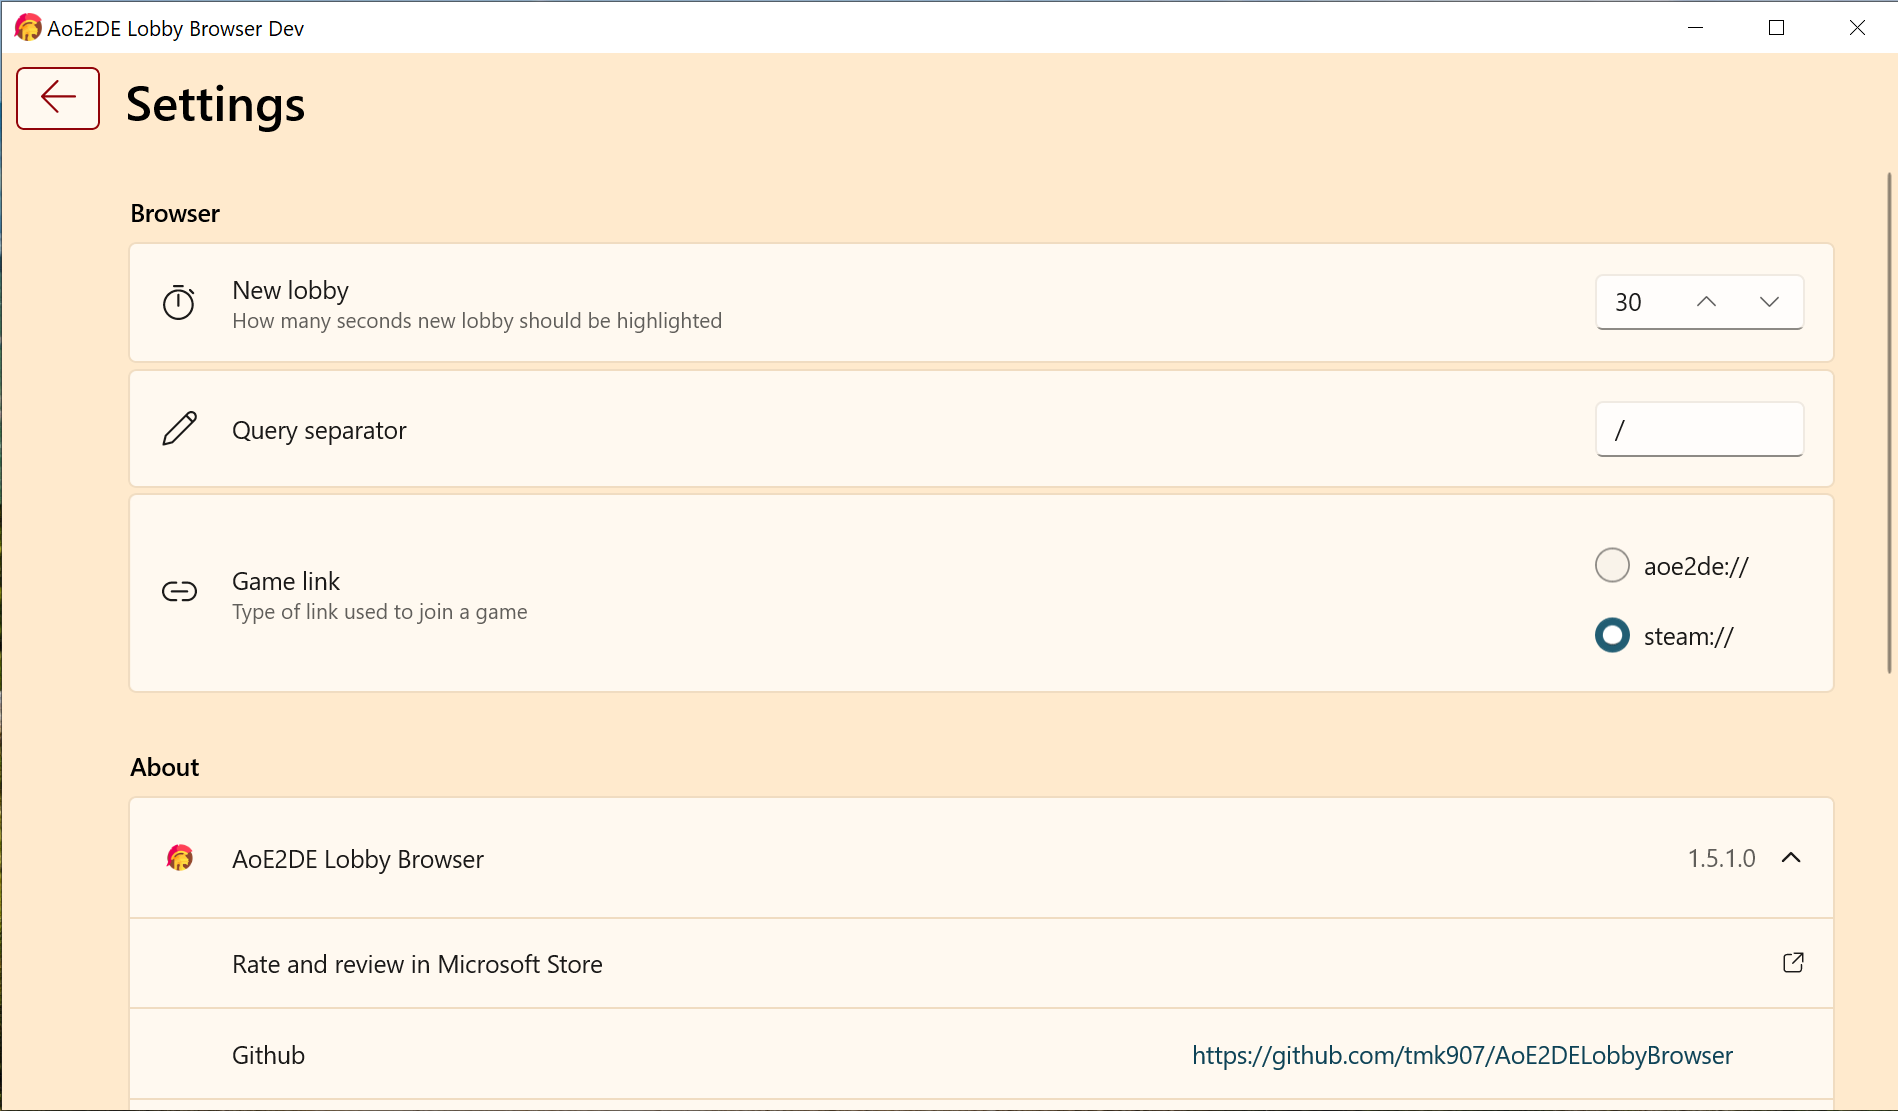 AoE2DE Lobby Browser Dev
Settings
Browser
New lobby
How many seconds new lobby should be highlighted
30
Query separator
/
Game link
Type of link used to join a game
aoe2de://
steam://
About
AoE2DE Lobby Browser
1.5.1.0
Rate and review in Microsoft Store
Github
https://github.com/tmk907/AoE2DELobbyBrowser